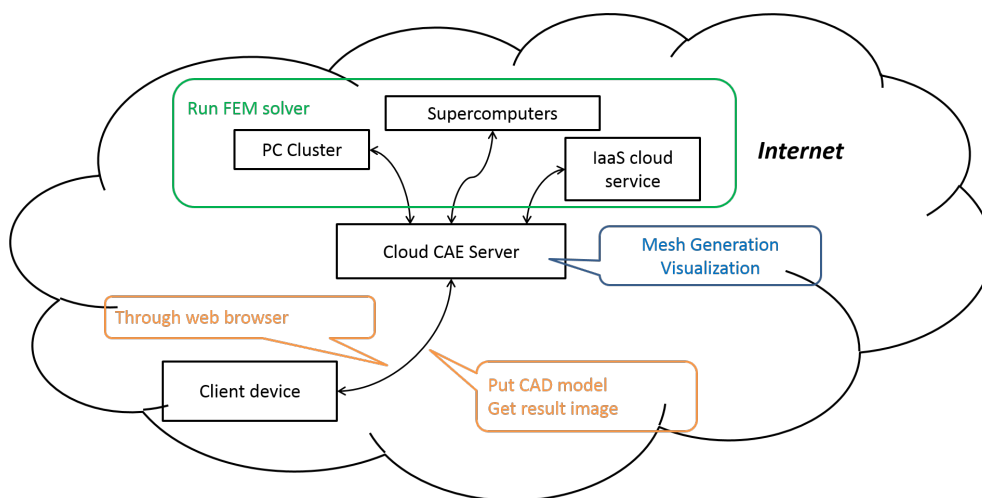 Run FEM solver
Supercomputers
PC Cluster
IaaS cloud
service
Internet
Cloud CAE Server
Mesh Generation
Visualization
Through web browser
Client device
Put CAD model
Get result image